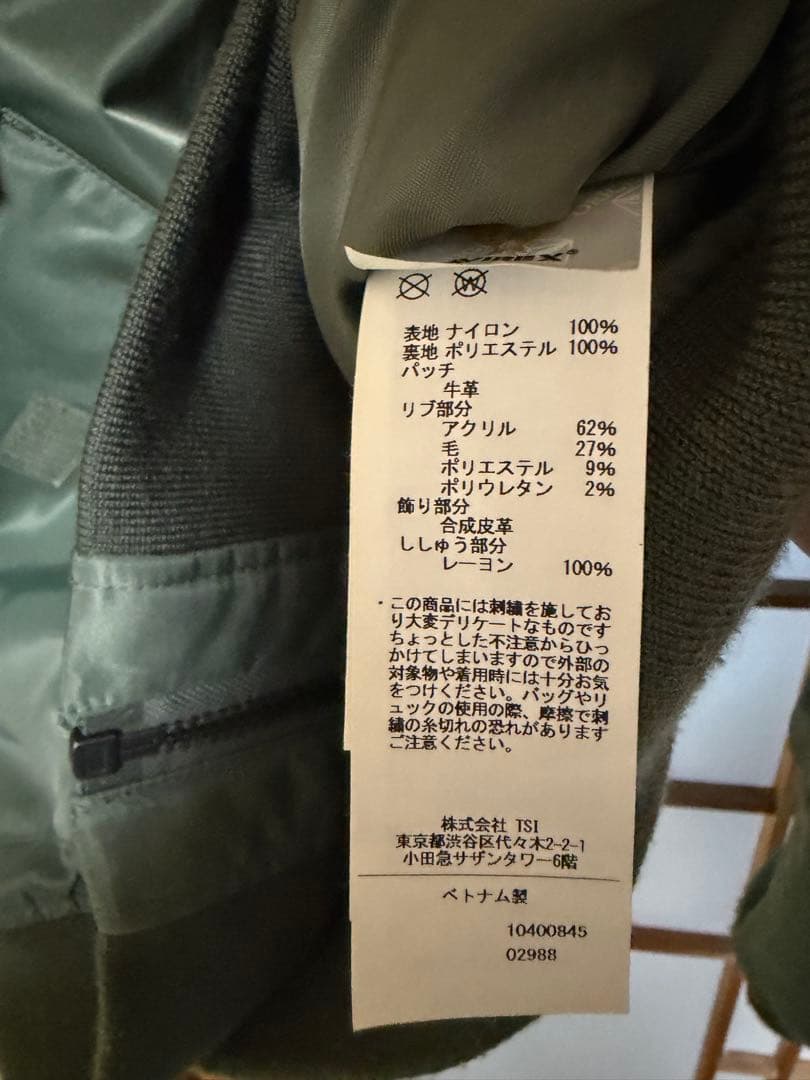 表地 ナイロン 100%
裏地 ポリエステル 100%
パッチ
牛革
リブ部分
アクリル 62%
毛 27%
ポリエステル 9%
ポリウレタン 2%
飾り部分
合成皮革
ししゅう部分
レーヨン 100%
・この商品には刺繍を施してお
り大変デリケートなものです
ちょっとした不注意からひっ
かけてしまいますので外部の
対象物や着用時には十分お気
をつけください。バッグやリ
ュックの使用の際、摩擦で刺
繍の糸切れの恐れがあります
ご注意ください。
株式会社 TSI
東京都渋谷区代々木2-2-1
小田急サザンタワー6階
ベトナム製
10400845
02988